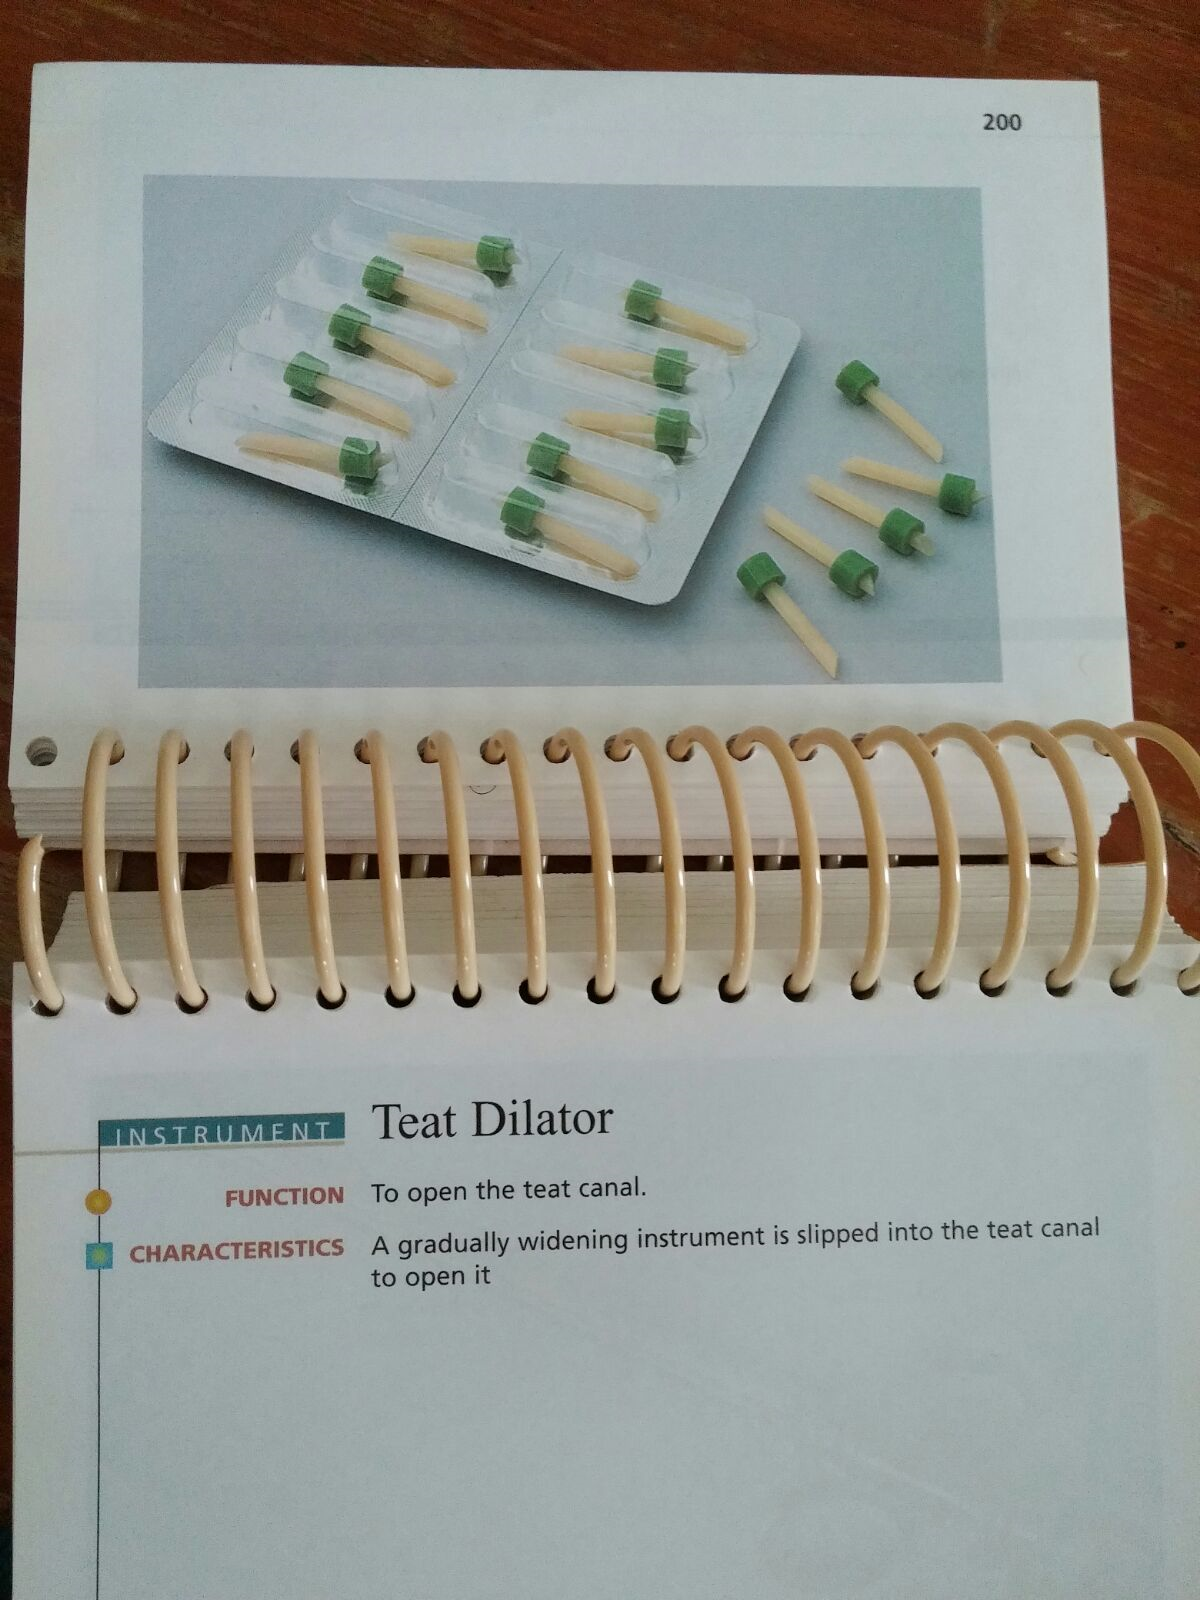 200
INSTRUMENT Teat Dilator
FUNCTION To open the teat canal.
CHARACTERISTICS A gradually widening instrument is slipped into the teat canal
to open it